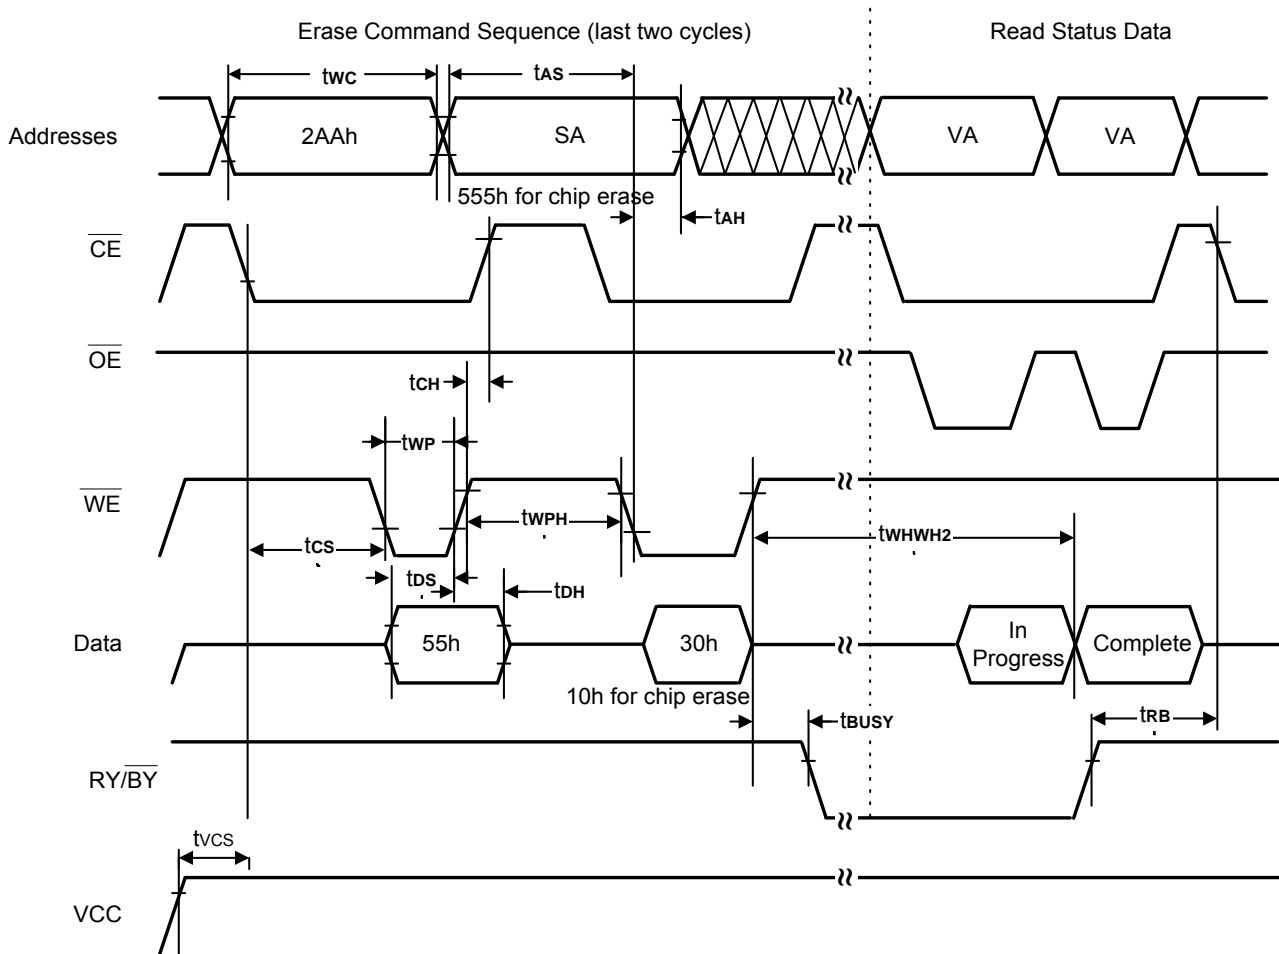 Erase Command Sequence (last two cycles)
Read Status Data
tWC
tAS
Addresses
2AAh
SA
VA
VA
555h for chip erase
tAH
CE
OE
tCH
tWP
WE
tWPH
tCS
tWHWH2
tDS
tDH
Data
55h
30h
In
Progress
Complete
10h for chip erase
tBUSY
tRB
RY/BY
tVCS
VCC